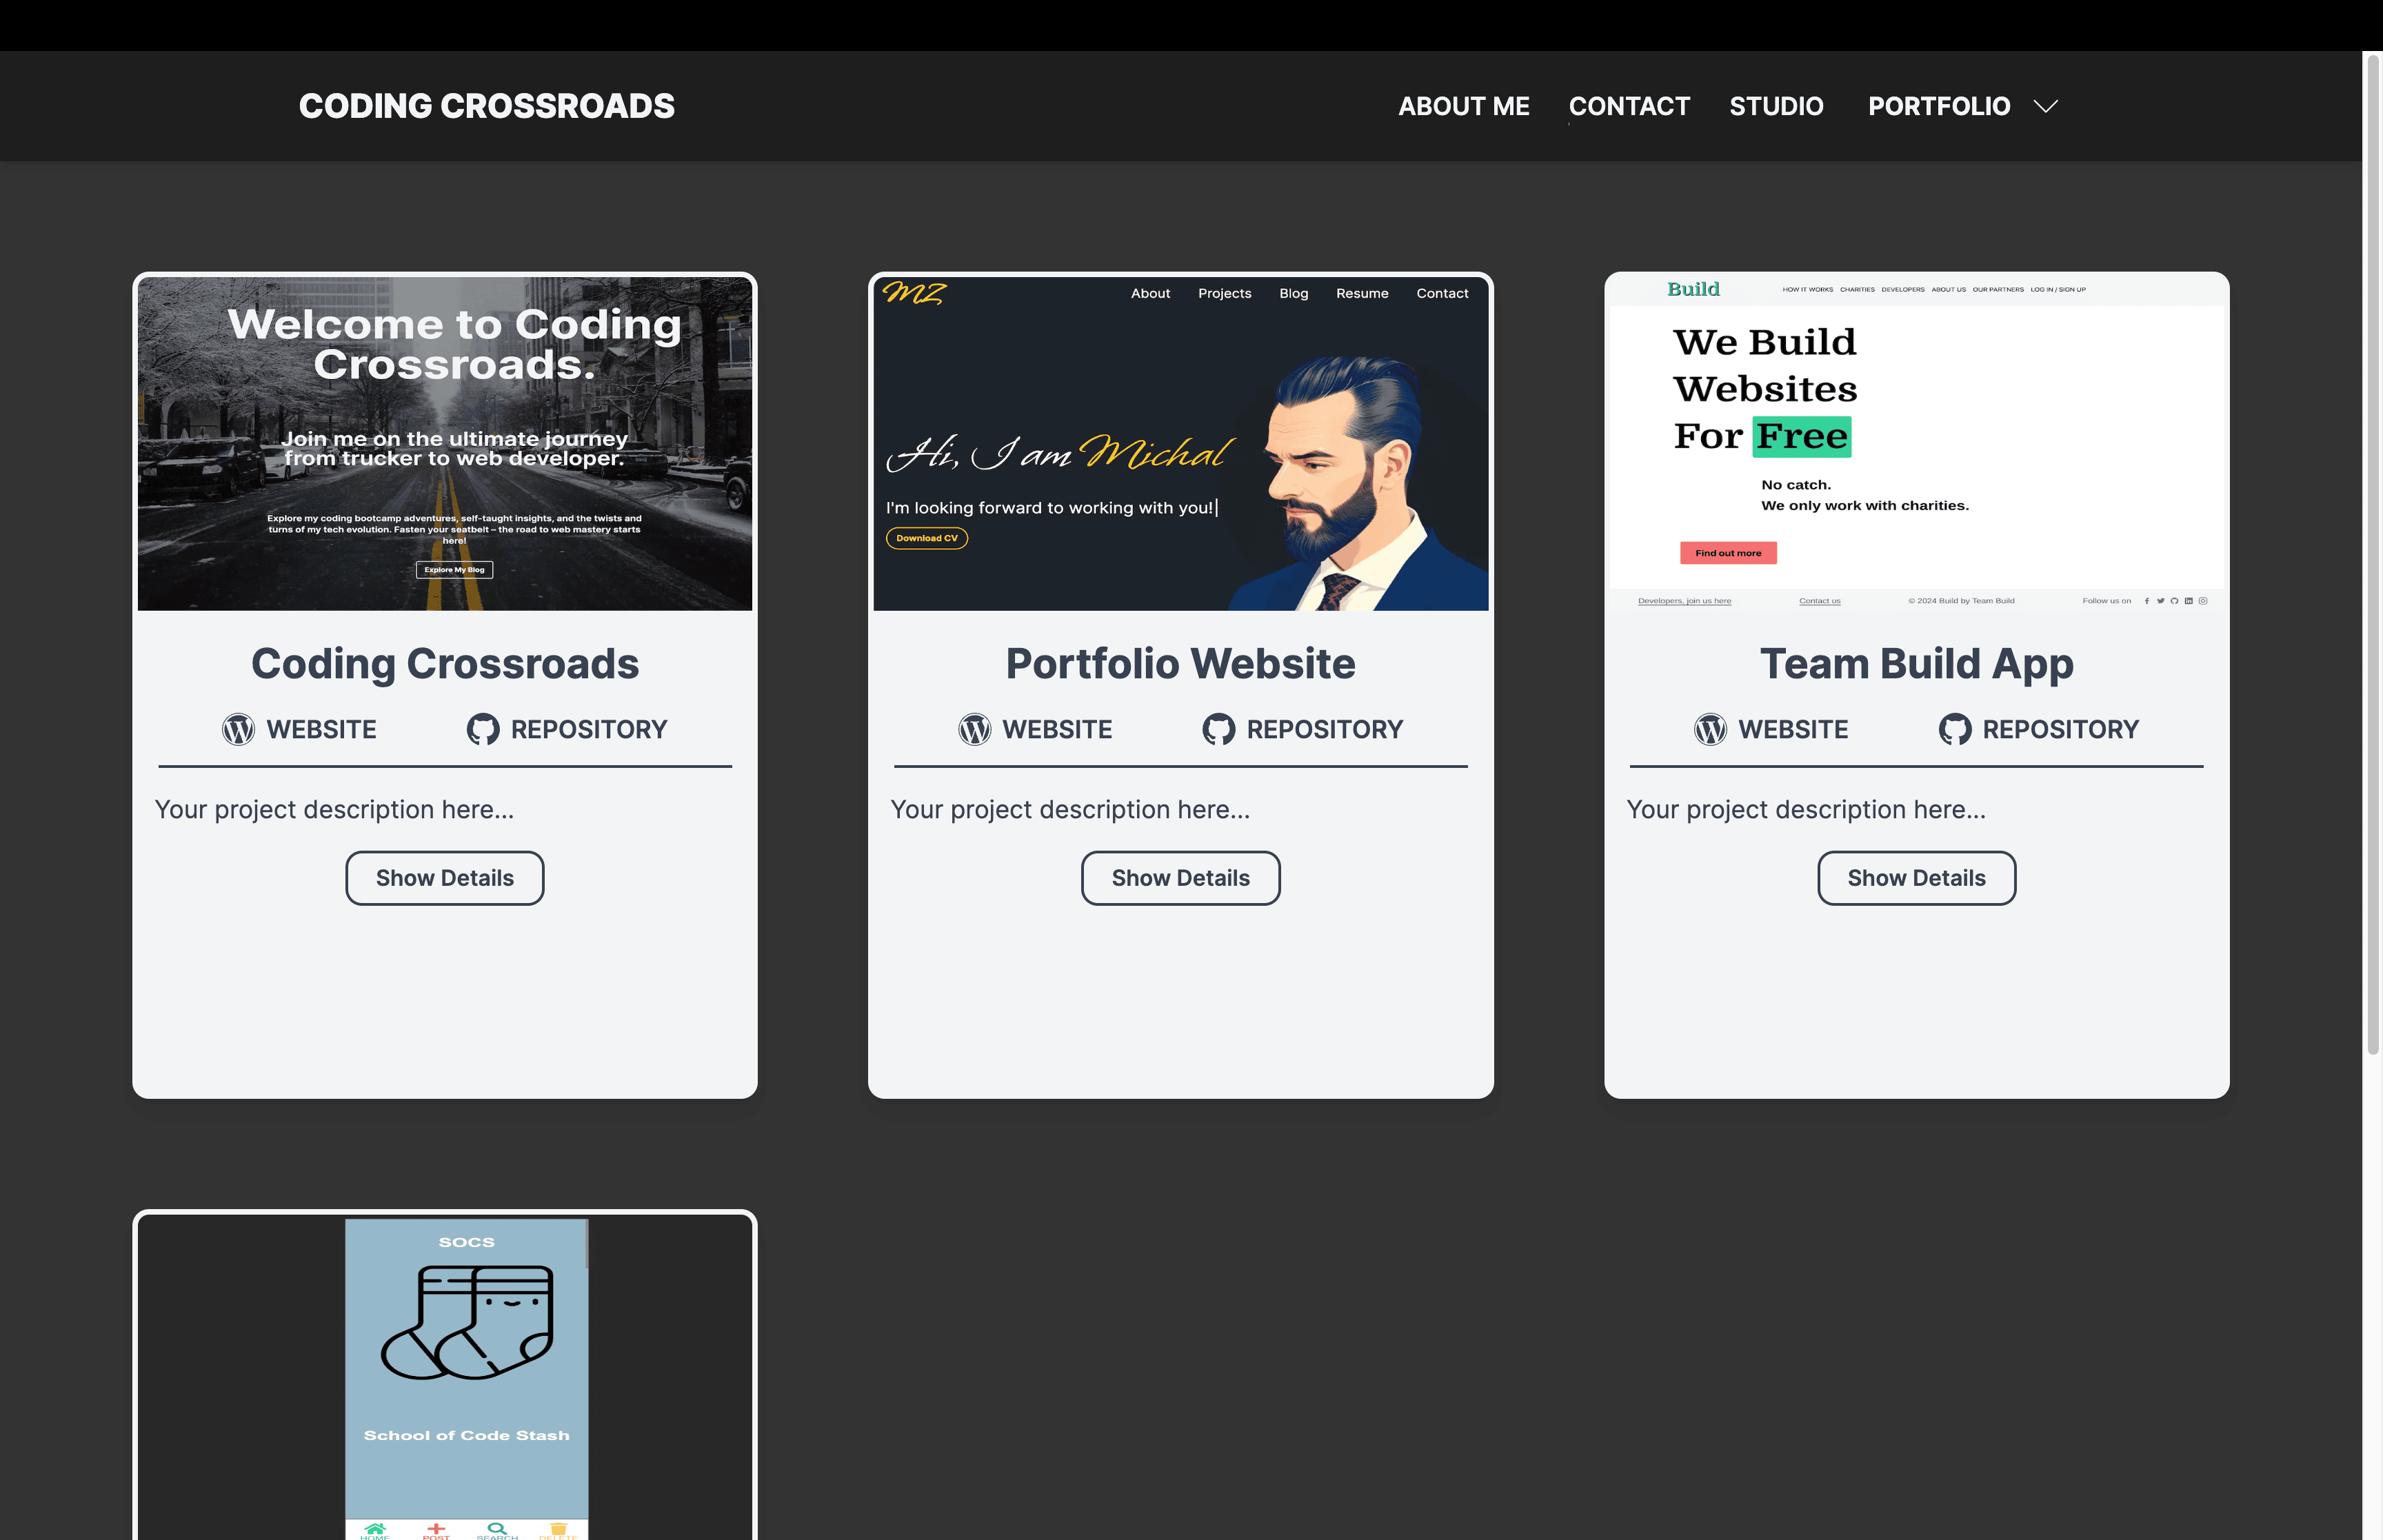 CODING CROSSROADS
ABOUT ME CONTACT STUDIO PORTFOLIO
Welcome to Coding
Crossroads.
Join me on the ultimate journey
from trucker to web developer.
Explore my coding bootcamp adventures, self-taught insights, and the twists and
turns of my tech evolution. Fasten your seatbelt – the road to web mastery starts
here!
Explore My Blog
Coding Crossroads
WEBSITE REPOSITORY
Your project description here...
Show Details
MZ
About Projects Blog Resume Contact
Hi, I am Michal
I'm looking forward to working with you!|
Download CV
Portfolio Website
WEBSITE REPOSITORY
Your project description here...
Show Details
Build
HOW IT WORKS CHARITIES DEVELOPERS ABOUT US OUR PARTNERS LOG IN / SIGN UP
We Build
Websites
For Free
No catch.
We only work with charities.
Find out more
Developers, join us here Contact us © 2024 Build by Team Build Follow us on
Team Build App
WEBSITE REPOSITORY
Your project description here...
Show Details
SOCS
School of Code Stash
HOME POST SEARCH DELETE